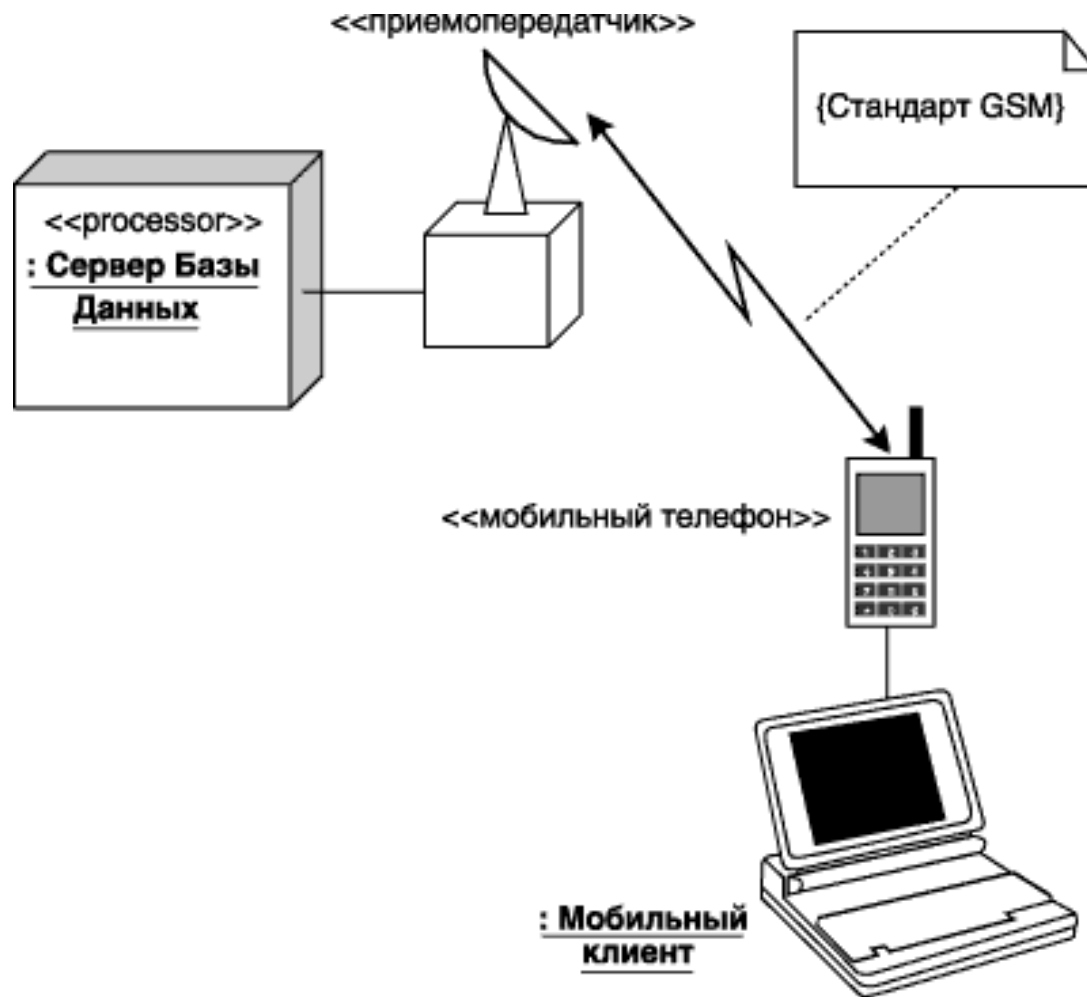 <<приемопередатчик>>
{Стандарт GSM}
<<processor>>
: Сервер Базы
Данных
<<мобильный телефон>>
: Мобильный
клиент